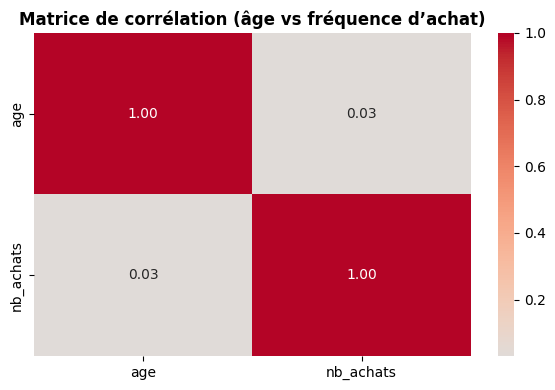 Matrice de corrélation (âge vs fréquence d’achat)
age
1.00
0.03
nb_achats
0.03
1.00
age
nb_achats
1.0
0.8
0.6
0.4
0.2